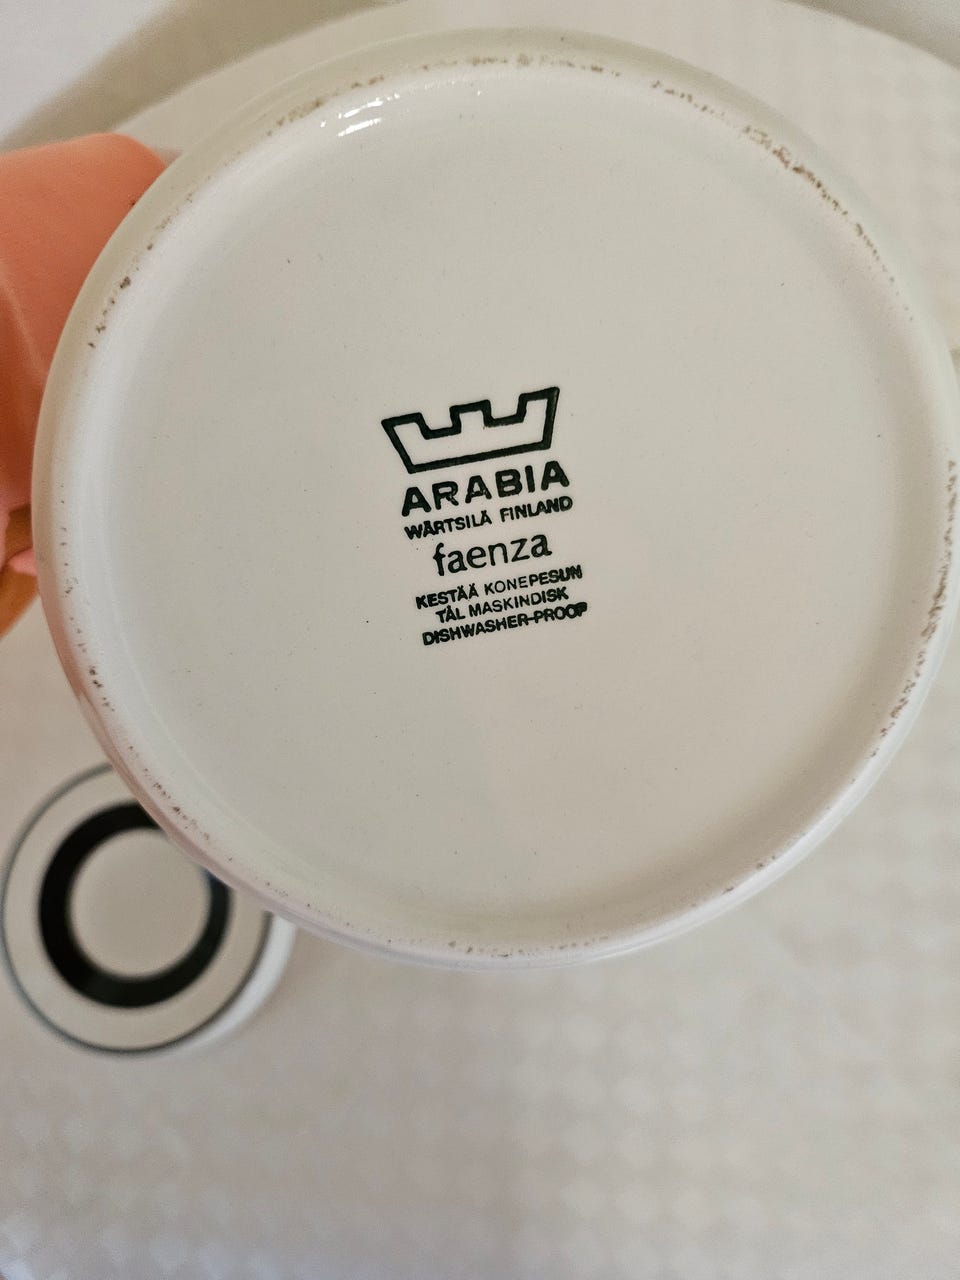 ARABIA
WÄRTSILÄ FINLAND
faenza
KESTÄÄ KONEPESUN
TÅL MASKINDISK
DISHWASHER-PROOF